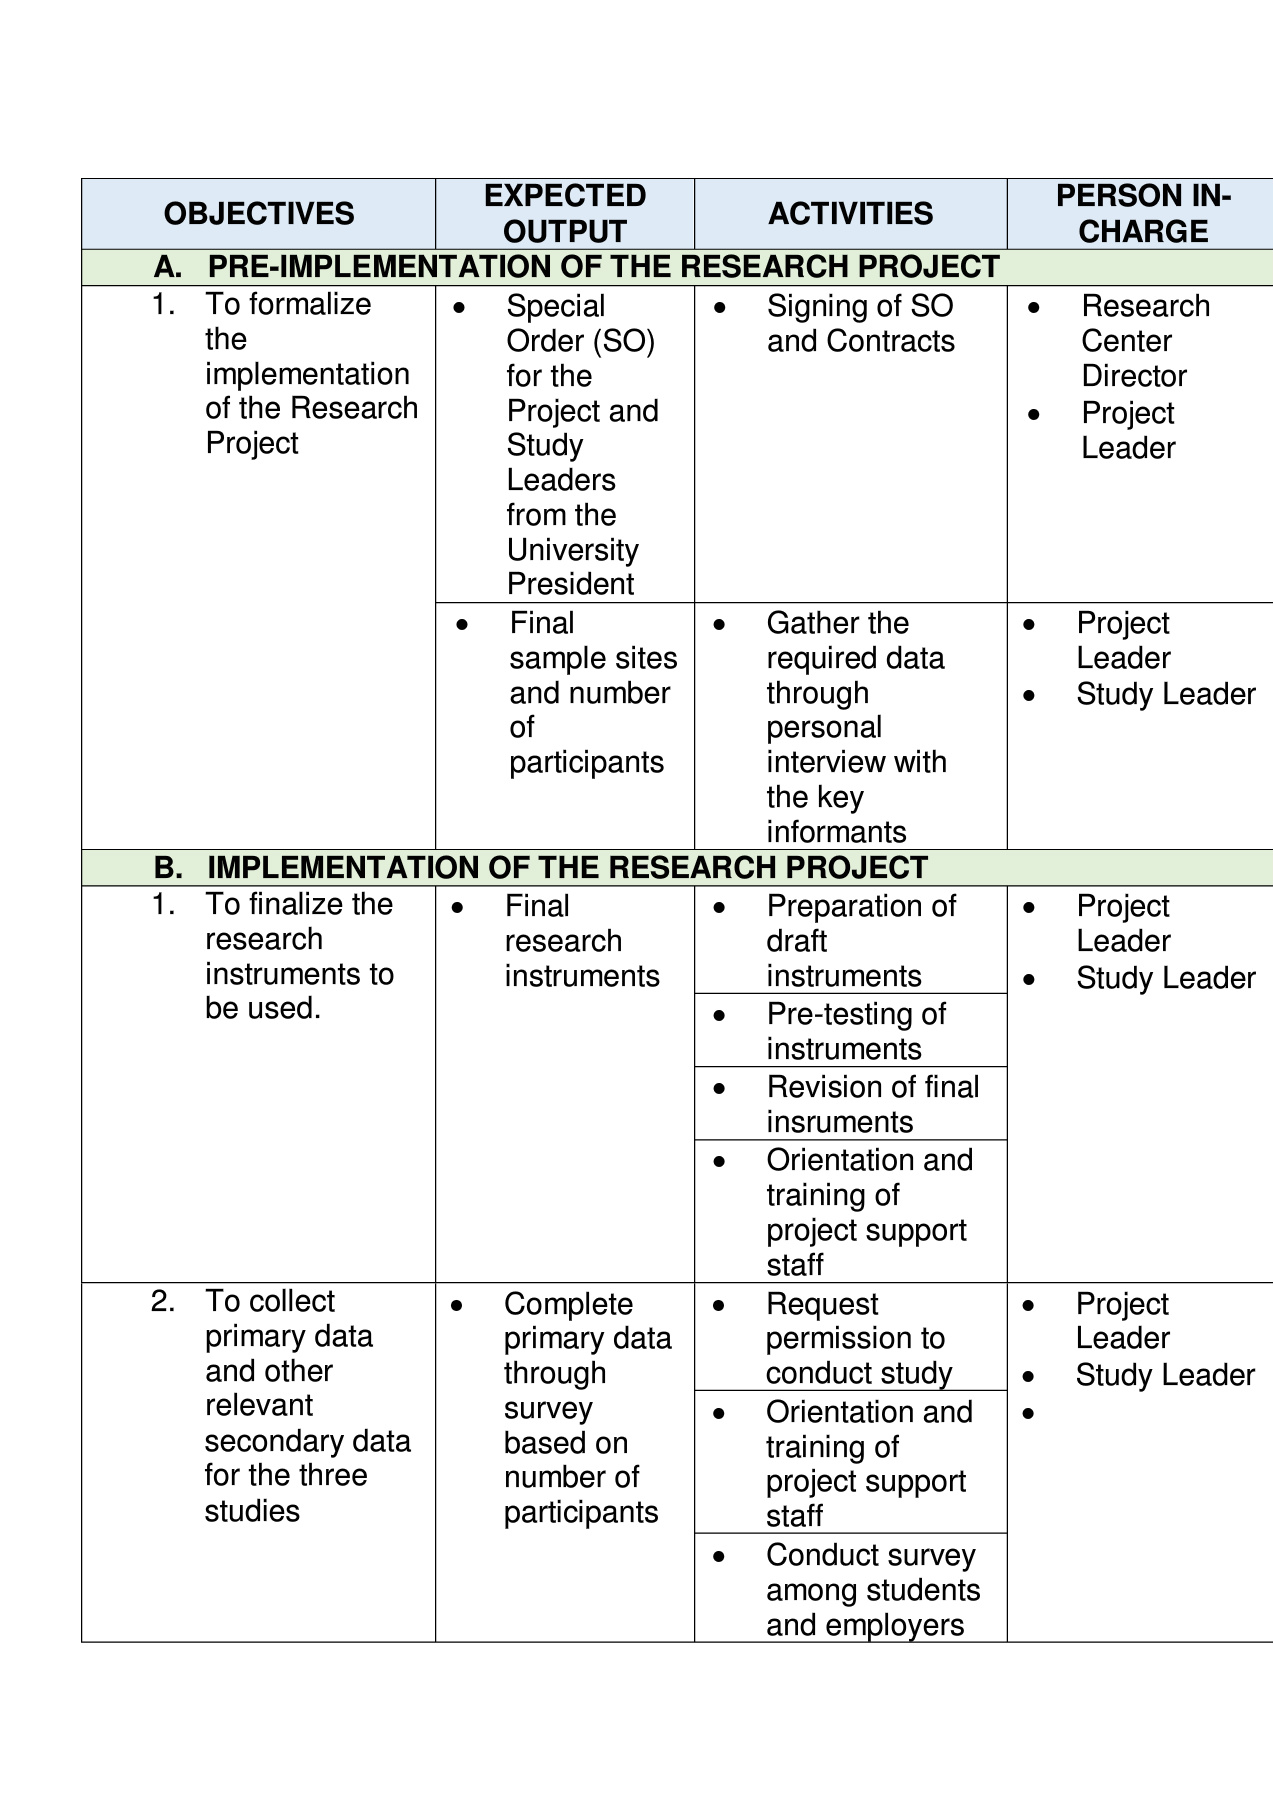 OBJECTIVES
EXPECTED
OUTPUT
ACTIVITIES
PERSON IN-
CHARGE
A. PRE-IMPLEMENTATION OF THE RESEARCH PROJECT
1. To formalize
the
implementation
of the Research
Project
• Special
Order (SO)
for the
Project and
Study
Leaders
from the
University
President
• Signing of SO
and Contracts
• Research
Center
Director
• Project
Leader
• Final
sample sites
and number
of
participants
• Gather the
required data
through
personal
interview with
the key
informants
• Project
Leader
• Study Leader
B. IMPLEMENTATION OF THE RESEARCH PROJECT
1. To finalize the
research
instruments to
be used.
• Final
research
instruments
• Preparation of
draft
instruments
• Pre-testing of
instruments
• Revision of final
insruments
• Orientation and
training of
project support
staff
• Project
Leader
• Study Leader
2. To collect
primary data
and other
relevant
secondary data
for the three
studies
• Complete
primary data
through
survey
based on
number of
participants
• Request
permission to
conduct study
• Orientation and
training of
project support
staff
• Conduct survey
among students
and employers
• Project
Leader
• Study Leader
•